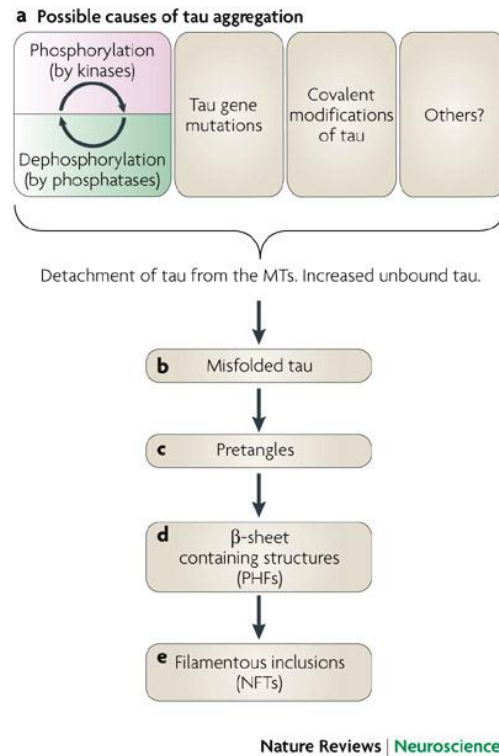 a Possible causes of tau aggregation
Phosphorylation
(by kinases)
Dephosphorylation
(by phosphatases)
Tau gene
mutations
Covalent
modifications
of tau
Others?
Detachment of tau from the MTs. Increased unbound tau.
b Misfolded tau
c Pretangles
d β-sheet
containing structures
(PHFs)
e Filamentous inclusions
(NFTs)
Nature Reviews | Neuroscience